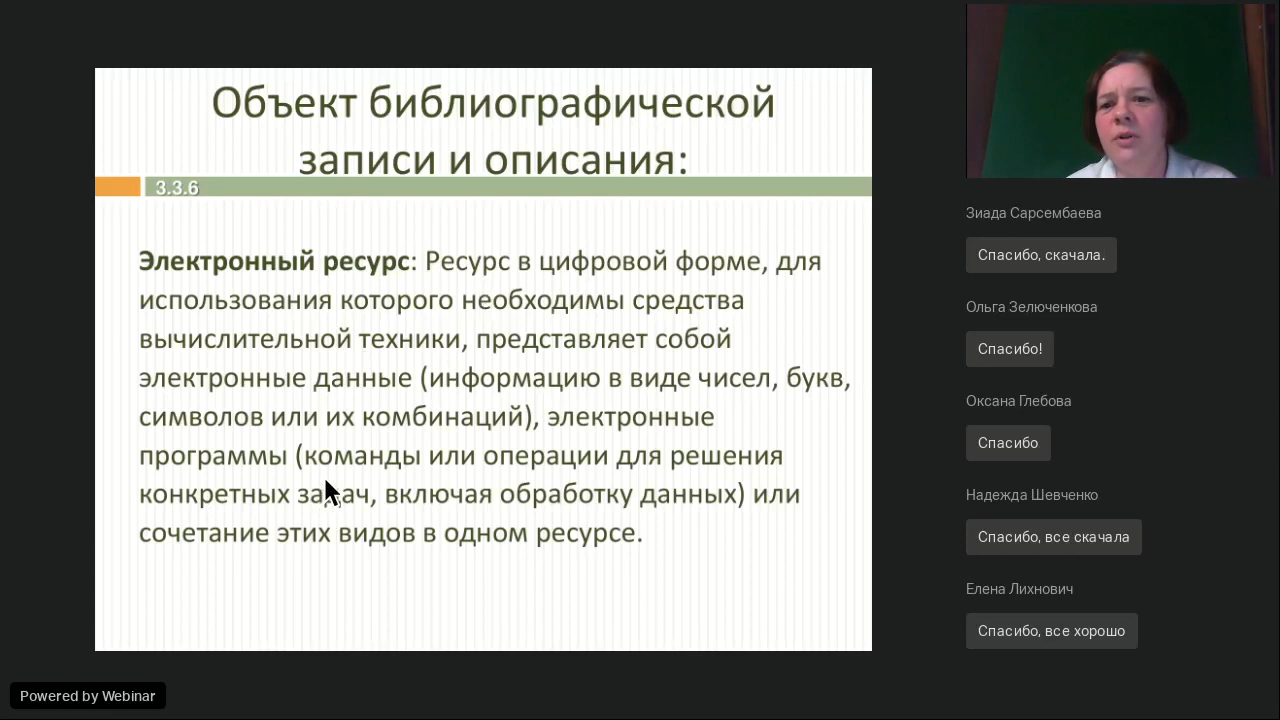 Объект библиографической
записи и описания:
3.3.6
Электронный ресурс: Ресурс в цифровой форме, для
использования которого необходимы средства
вычислительной техники, представляет собой
электронные данные (информацию в виде чисел, букв,
символов или их комбинаций), электронные
программы (команды или операции для решения
конкретных задач, включая обработку данных) или
сочетание этих видов в одном ресурсе.
Зиада Сарсембаева
Спасибо, скачала.
Ольга Зелюченкова
Спасибо!
Оксана Глебова
Спасибо
Надежда Шевченко
Спасибо, все скачала
Елена Лихнович
Спасибо, все хорошо
Powered by Webinar